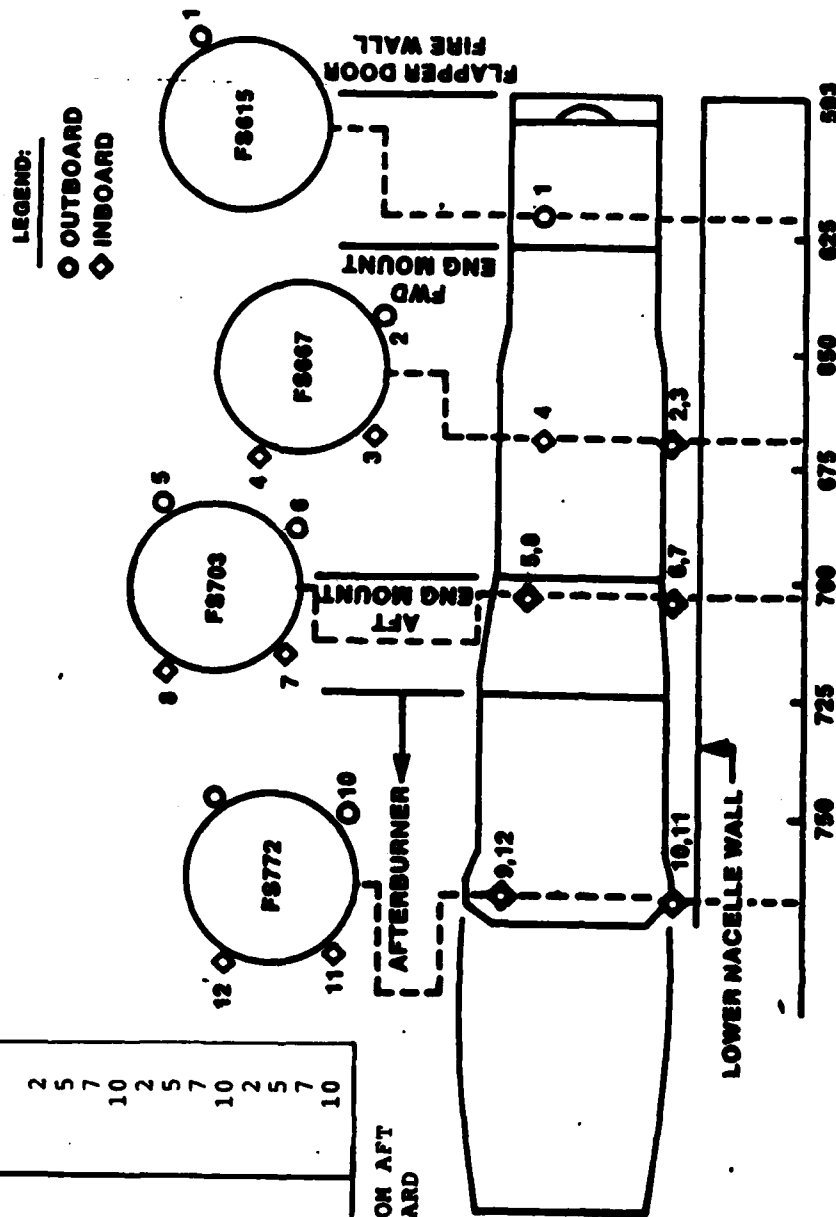 LEGEND:
OUTBOARD
INBOARD
1
FS615
FLAPPER DOOR
FIRE WALL
4
3
FS667
2
FWD
ENG MOUNT
8
7
FS703
5
6
AFT
ENG MOUNT
12
11
FS772
10
AFTERBURNER
1
4
2,3
5,8
6,7
9,12
10,11
LOWER NACELLE WALL
750
725
700
675
650
625
593
2
5
7
10
2
5
7
10
2
5
7
10
OM AFT
ARD